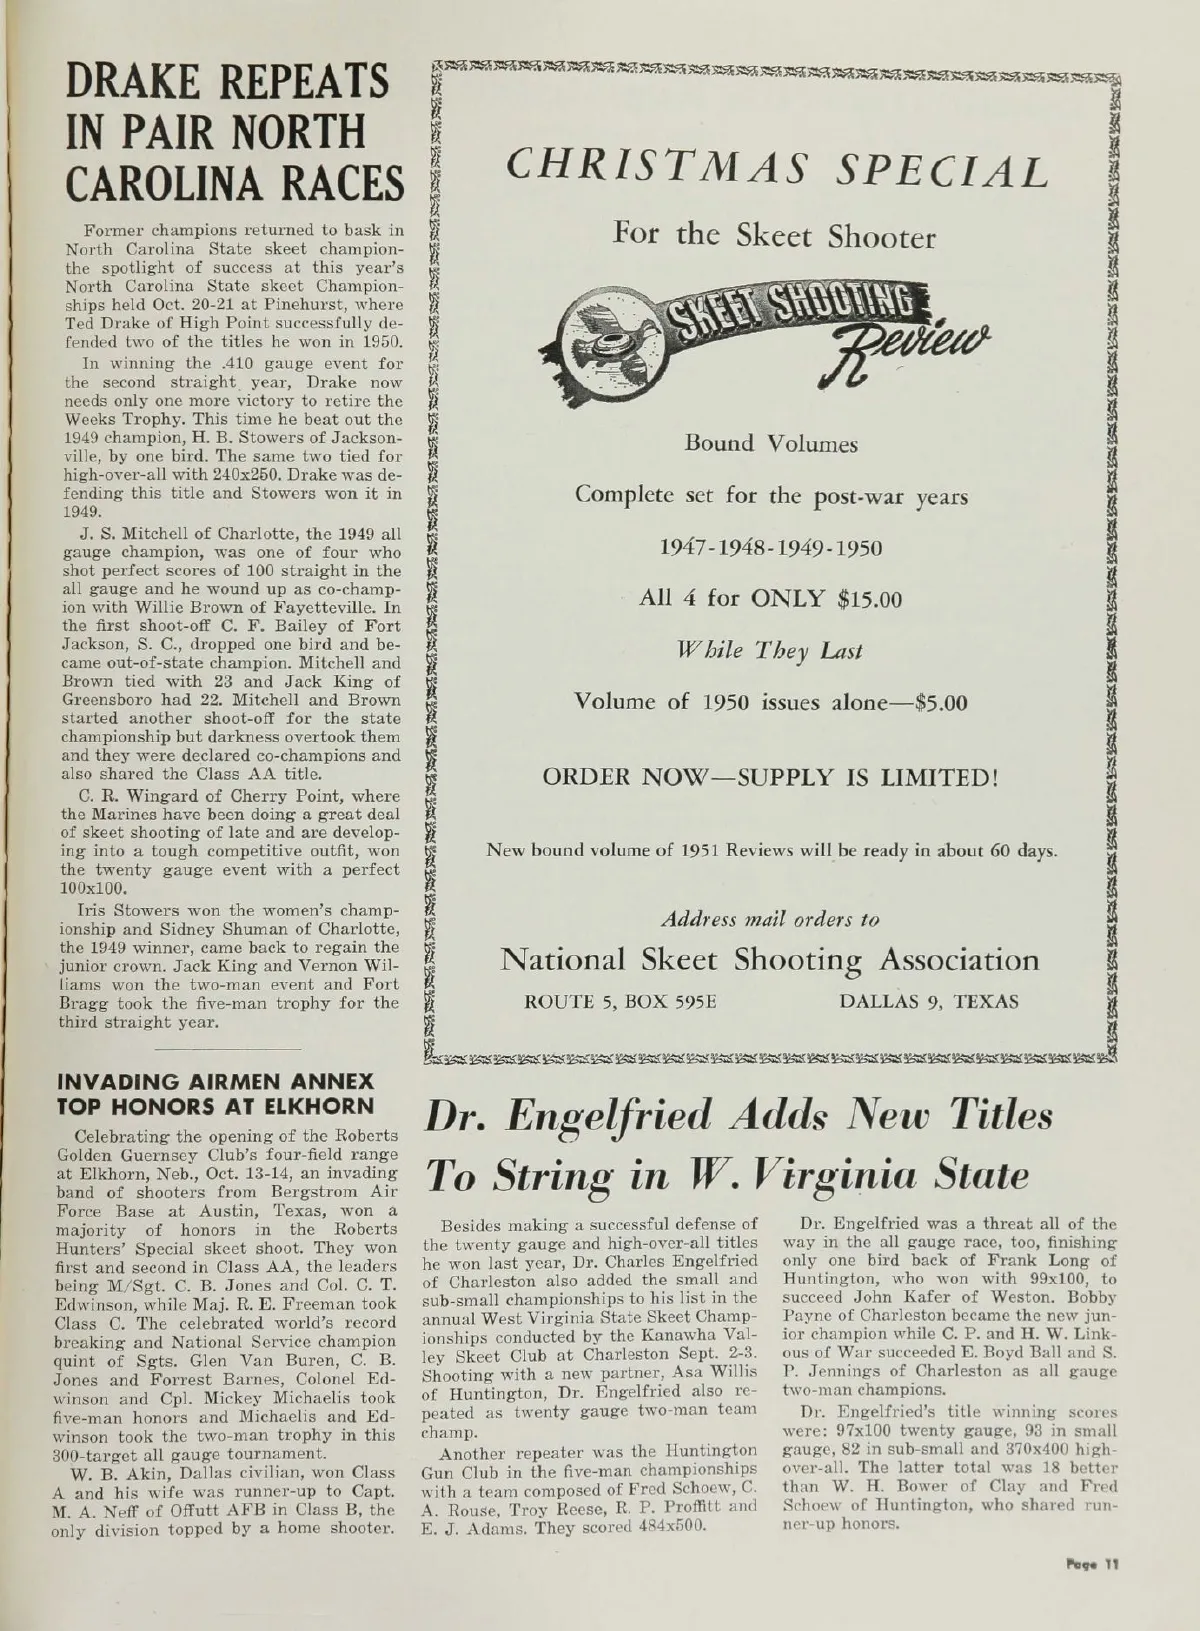 DRAKE REPEATS
IN PAIR NORTH
CAROLINA RACES
Former champions returned to bask in
North Carolina State skeet champion-
the spotlight of success at this year's
North Carolina State skeet Champion-
ships held Oct. 20-21 at Pinehurst, where
Ted Drake of High Point successfully de-
fended two of the titles he won in 1950.
In winning the .410 gauge event for
the second straight year, Drake now
needs only one more victory to retire the
Weeks Trophy. This time he beat out the
1949 champion, H. B. Stowers of Jackson-
ville, by one bird. The same two tied for
high-over-all with 240x250. Drake was de-
fending this title and Stowers won it in
1949.
J. S. Mitchell of Charlotte, the 1949 all
gauge champion, was one of four who
shot perfect scores of 100 straight in the
all gauge and he wound up as co-champ-
ion with Willie Brown of Fayetteville. In
the first shoot-off C. F. Bailey of Fort
Jackson, S. C., dropped one bird and be-
came out-of-state champion. Mitchell and
Brown tied with 23 and Jack King of
Greensboro had 22. Mitchell and Brown
started another shoot-off for the state
championship but darkness overtook them
and they were declared co-champions and
also shared the Class AA title.
C. R. Wingard of Cherry Point, where
the Marines have been doing a great deal
of skeet shooting of late and are develop-
ing into a tough competitive outfit, won
the twenty gauge event with a perfect
100x100.
Iris Stowers won the women's champ-
ionship and Sidney Shuman of Charlotte,
the 1949 winner, came back to regain the
junior crown. Jack King and Vernon Wil-
liams won the two-man event and Fort
Bragg took the five-man trophy for the
third straight year.
INVADING AIRMEN ANNEX
TOP HONORS AT ELKHORN
Celebrating the opening of the Roberts
Golden Guernsey Club's four-field range
at Elkhorn, Neb., Oct. 13-14, an invading
band of shooters from Bergstrom Air
Force Base at Austin, Texas, won a
majority of honors in the Roberts
Hunters' Special skeet shoot. They won
first and second in Class AA, the leaders
being M/Sgt. C. B. Jones and Col. C. T.
Edwinson, while Maj. R. E. Freeman took
Class C. The celebrated world's record
breaking and National Service champion
quint of Sgts. Glen Van Buren, C. B.
Jones and Forrest Barnes, Colonel Ed-
winson and Cpl. Mickey Michaelis took
five-man honors and Michaelis and Ed-
winson took the two-man trophy in this
300-target all gauge tournament.
W. B. Akin, Dallas civilian, won Class
A and his wife was runner-up to Capt.
M. A. Neff of Offutt AFB in Class B, the
only division topped by a home shooter.
CHRISTMAS SPECIAL
For the Skeet Shooter
SKEET SHOOTING
Review
Bound Volumes
Complete set for the post-war years
1947-1948-1949-1950
All 4 for ONLY $15.00
While They Last
Volume of 1950 issues alone—$5.00
ORDER NOW—SUPPLY IS LIMITED!
New bound volume of 1951 Reviews will be ready in about 60 days.
Address mail orders to
National Skeet Shooting Association
ROUTE 5, BOX 595E DALLAS 9, TEXAS
Dr. Engelfried Adds New Titles
To String in W. Virginia State
Besides making a successful defense of
the twenty gauge and high-over-all titles
he won last year, Dr. Charles Engelfried
of Charleston also added the small and
sub-small championships to his list in the
annual West Virginia State Skeet Champ-
ionships conducted by the Kanawha Val-
ley Skeet Club at Charleston Sept. 2-3.
Shooting with a new partner, Asa Willis
of Huntington, Dr. Engelfried also re-
peated as twenty gauge two-man team
champ.
Another repeater was the Huntington
Gun Club in the five-man championships
with a team composed of Fred Schoew, C.
A. Rouse, Troy Reese, R. P. Proffitt and
E. J. Adams. They scored 484x500.
Dr. Engelfried was a threat all of the
way in the all gauge race, too, finishing
only one bird back of Frank Long of
Huntington, who won with 99x100, to
succeed John Kafer of Weston. Bobby
Payne of Charleston became the new jun-
ior champion while C. P. and H. W. Link-
ous of War succeeded E. Boyd Ball and S.
P. Jennings of Charleston as all gauge
two-man champions.
Dr. Engelfried's title winning scores
were: 97x100 twenty gauge, 93 in small
gauge, 82 in sub-small and 370x400 high-
over-all. The latter total was 18 better
than W. H. Bower of Clay and Fred
Schoew of Huntington, who shared run-
ner-up honors.
Page 11